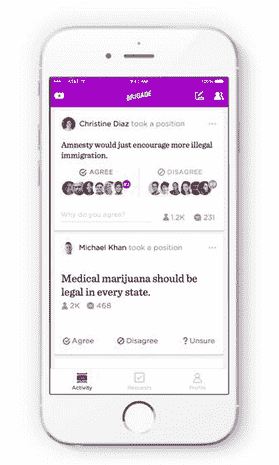 BRIGADE
Christine Diaz took a position
Amnesty would just encourage more illegal
immigration.
AGREE DISAGREE
Why do you agree?
1.2K 231
Michael Khan took a position
Medical marijuana should be
legal in every state.
2K 468
Agree Disagree ? Unsure
Activity Requests Profile